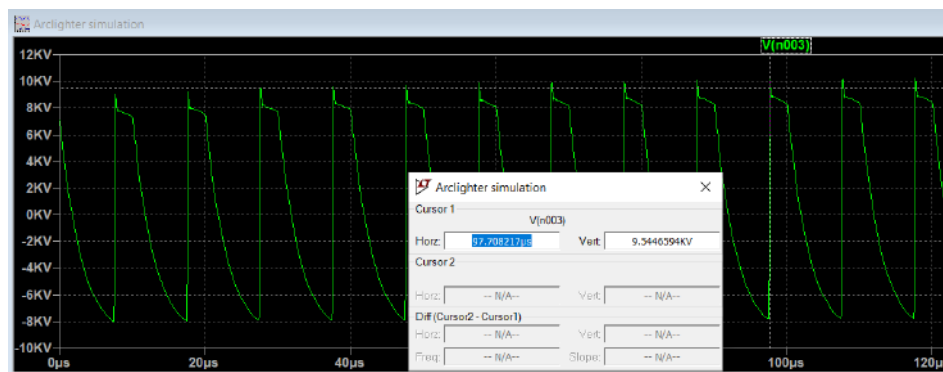 Arclighter simulation
V(n003)
12KV
10KV
8KV
6KV
4KV
2KV
0KV
-2KV
-4KV
-6KV
-8KV
-10KV
0µs
20µs
40µs
100µs
120µ
Arclighter simulation
Cursor 1
V(n003)
Horz: 97.708217µs Vert: 9.5446594KV
Cursor 2
Horz: -- N/A-- Vert: -- N/A--
Diff (Cursor2 - Cursor1)
Horz: -- N/A-- Vert: -- N/A--
Freq: -- N/A-- Slope: -- N/A--